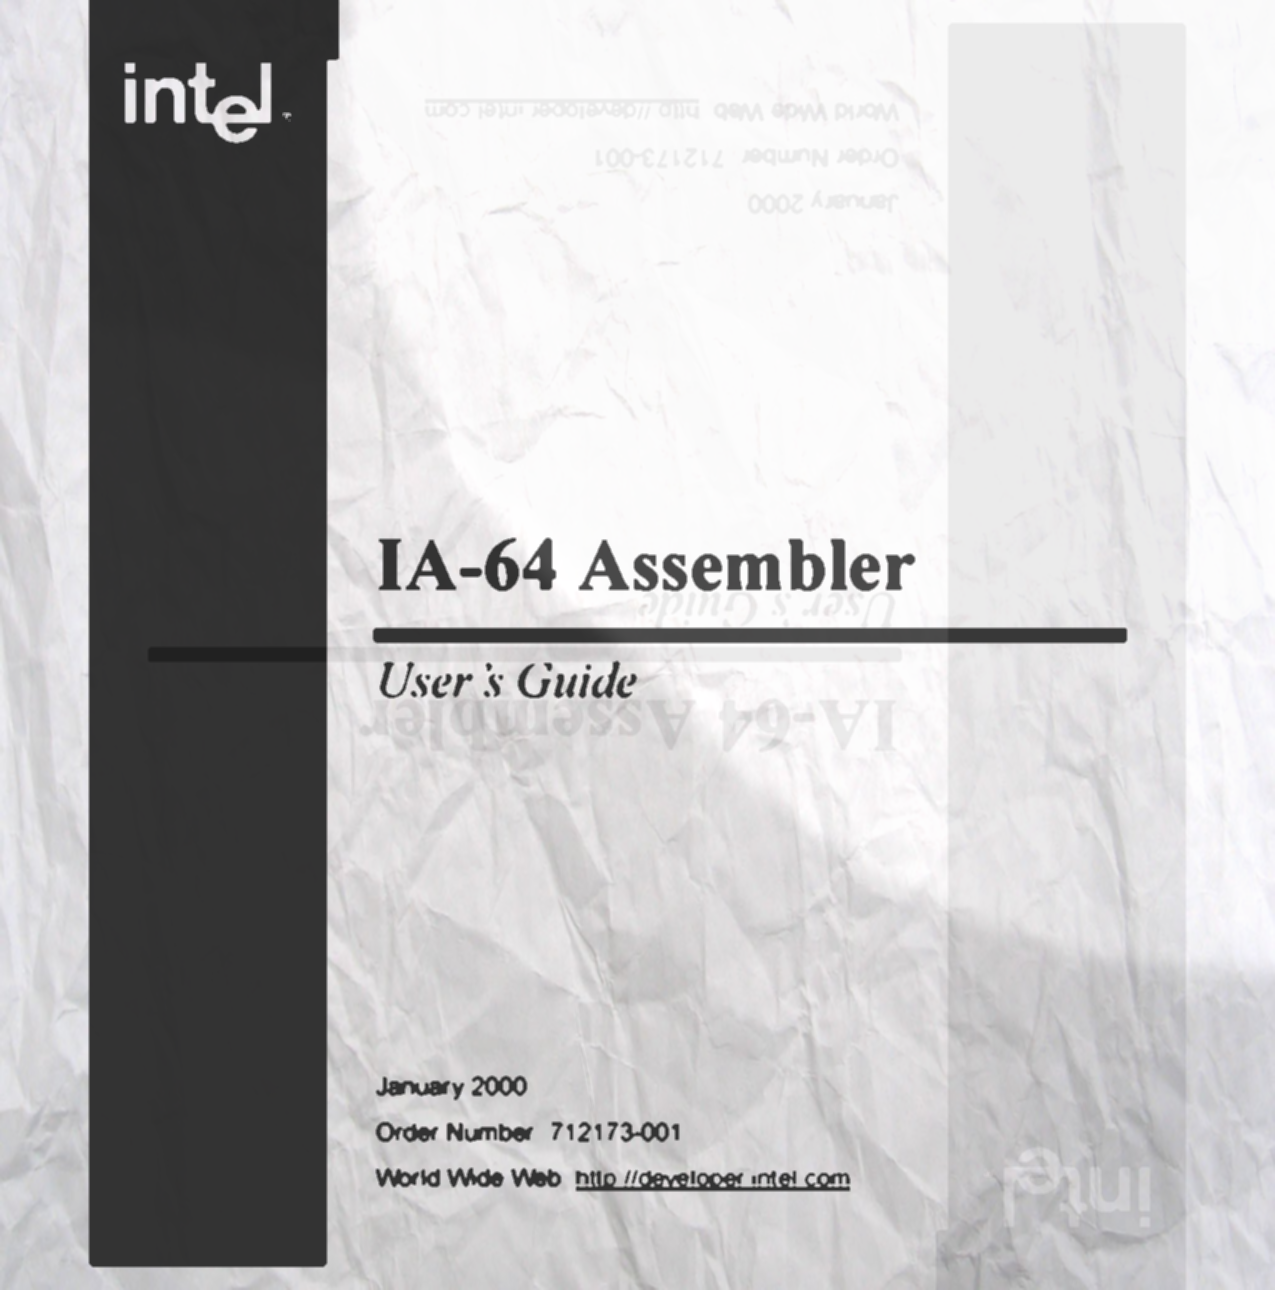 intel
IA-64 Assembler
User's Guide
January 2000
Order Number 712173-001
World Wide Web http //developer intel com